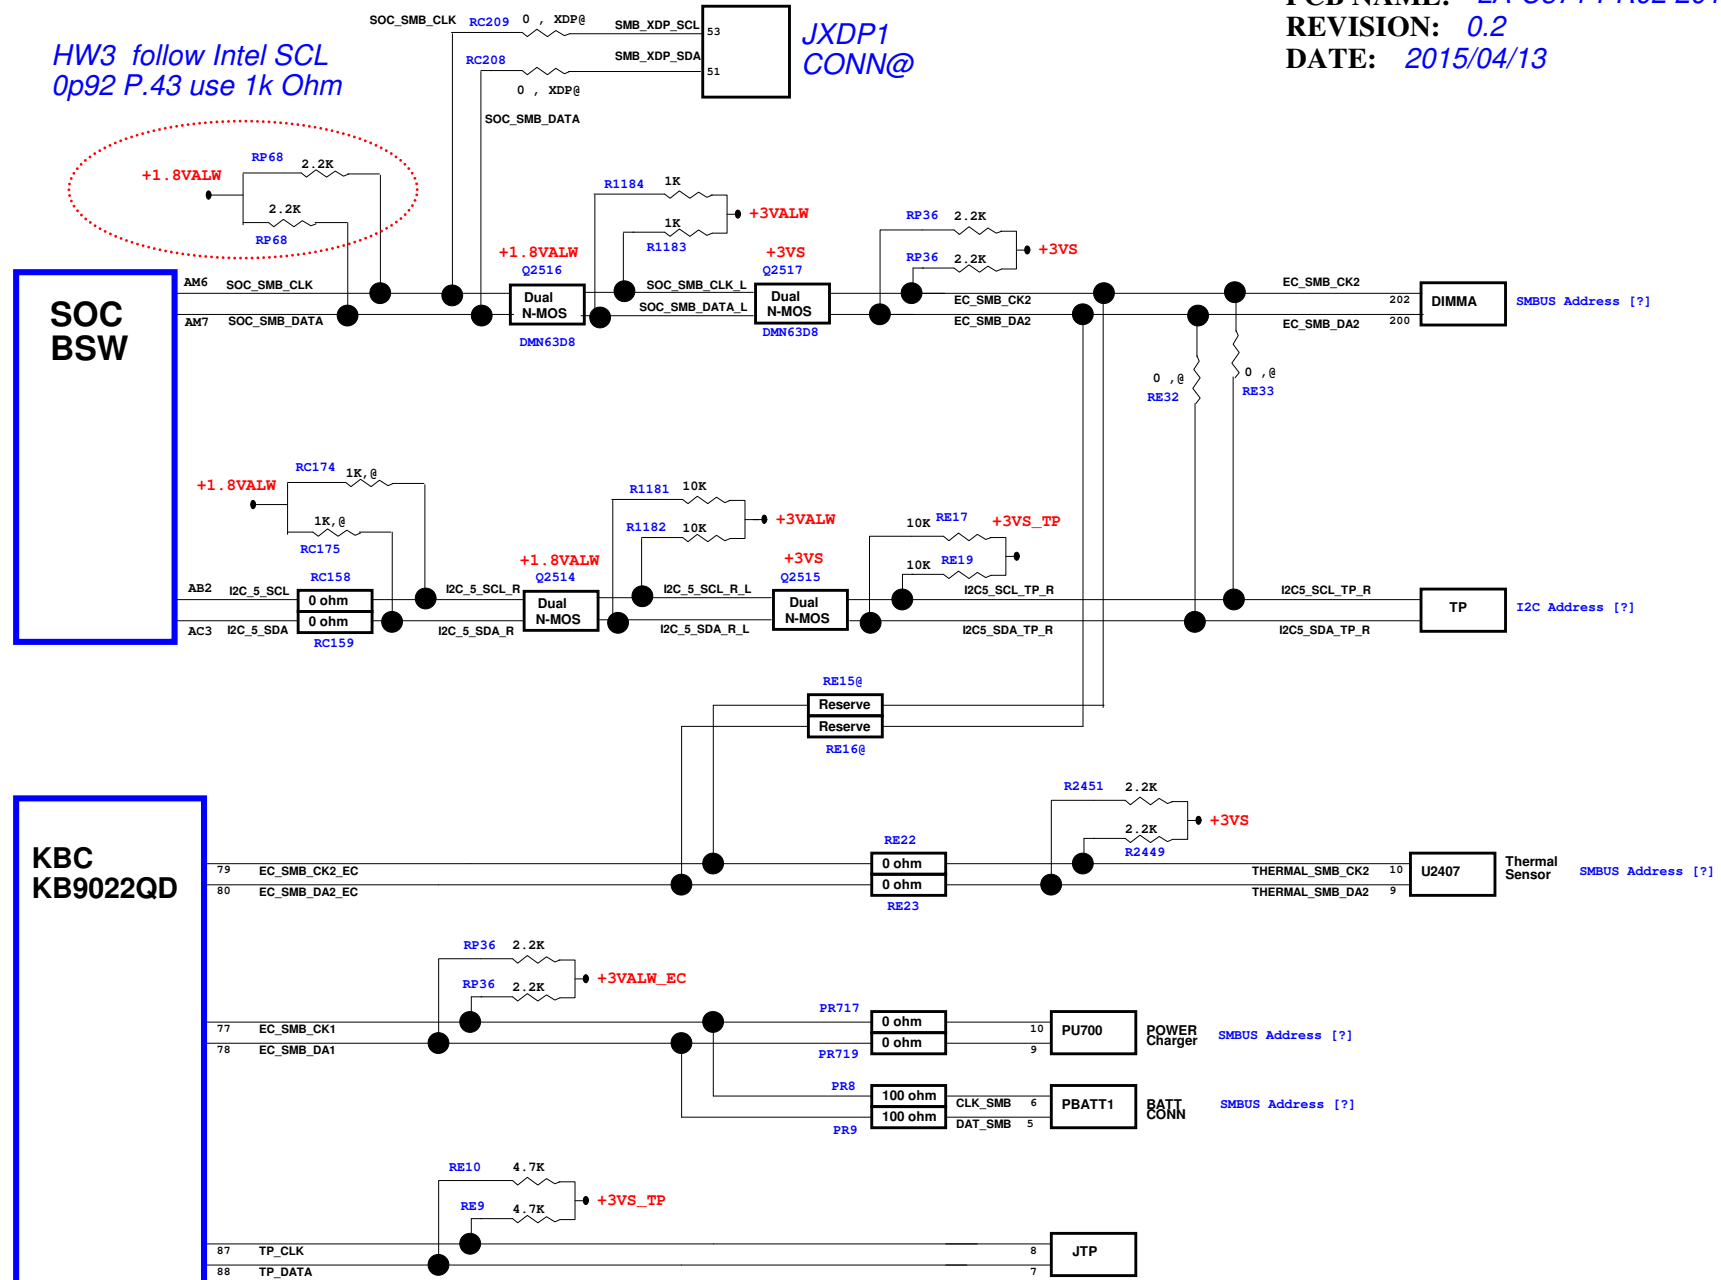 REVISION: 0.2
DATE: 2015/04/13
HW3 follow Intel SCL
0p92 P.43 use 1k Ohm
SOC_SMB_CLK RC209 0 , XDP@ SMB_XDP_SCL 53
RC208 SMB_XDP_SDA 51
0 , XDP@
SOC_SMB_DATA
JXDP1
CONN@
+1.8VALW RP68 2.2K
2.2K
RP68
R1184 1K
1K
R1183
+3VALW
RP36 2.2K
RP36 2.2K
+3VS
+1.8VALW
Q2516
+3VS
Q2517
SOC
BSW
AM6 SOC_SMB_CLK
AM7 SOC_SMB_DATA
Dual
N-MOS
DMN63D8
SOC_SMB_CLK_L
SOC_SMB_DATA_L
Dual
N-MOS
DMN63D8
EC_SMB_CK2
EC_SMB_DA2
EC_SMB_CK2 202
EC_SMB_DA2 200
DIMMA
SMBUS Address [?]
0 ,@
RE32
0 ,@
RE33
+1.8VALW
RC174 1K,@
1K,@
RC175
R1181 10K
R1182 10K
+3VALW
10K RE17
10K RE19
+3VS_TP
+1.8VALW
Q2514
+3VS
Q2515
AB2 I2C_5_SCL
AC3 I2C_5_SDA
RC158
0 ohm
0 ohm
RC159
I2C_5_SCL_R
I2C_5_SDA_R
Dual
N-MOS
I2C_5_SCL_R_L
I2C_5_SDA_R_L
Dual
N-MOS
I2C5_SCL_TP_R
I2C5_SDA_TP_R
I2C5_SCL_TP_R
I2C5_SDA_TP_R
TP
I2C Address [?]
RE15@
Reserve
Reserve
RE16@
KBC
KB9022QD
R2451 2.2K
2.2K
R2449
+3VS
79 EC_SMB_CK2_EC
80 EC_SMB_DA2_EC
RE22
0 ohm
0 ohm
RE23
THERMAL_SMB_CK2 10
THERMAL_SMB_DA2 9
U2407
Thermal
Sensor
SMBUS Address [?]
RP36 2.2K
RP36 2.2K
+3VALW_EC
77 EC_SMB_CK1
78 EC_SMB_DA1
PR717
0 ohm
0 ohm
PR719
10
9
PU700
POWER
Charger
SMBUS Address [?]
PR8
100 ohm
100 ohm
PR9
CLK_SMB 6
DAT_SMB 5
PBATT1
BATT
CONN
SMBUS Address [?]
RE10 4.7K
RE9 4.7K
+3VS_TP
87 TP_CLK
88 TP_DATA
8
7
JTP